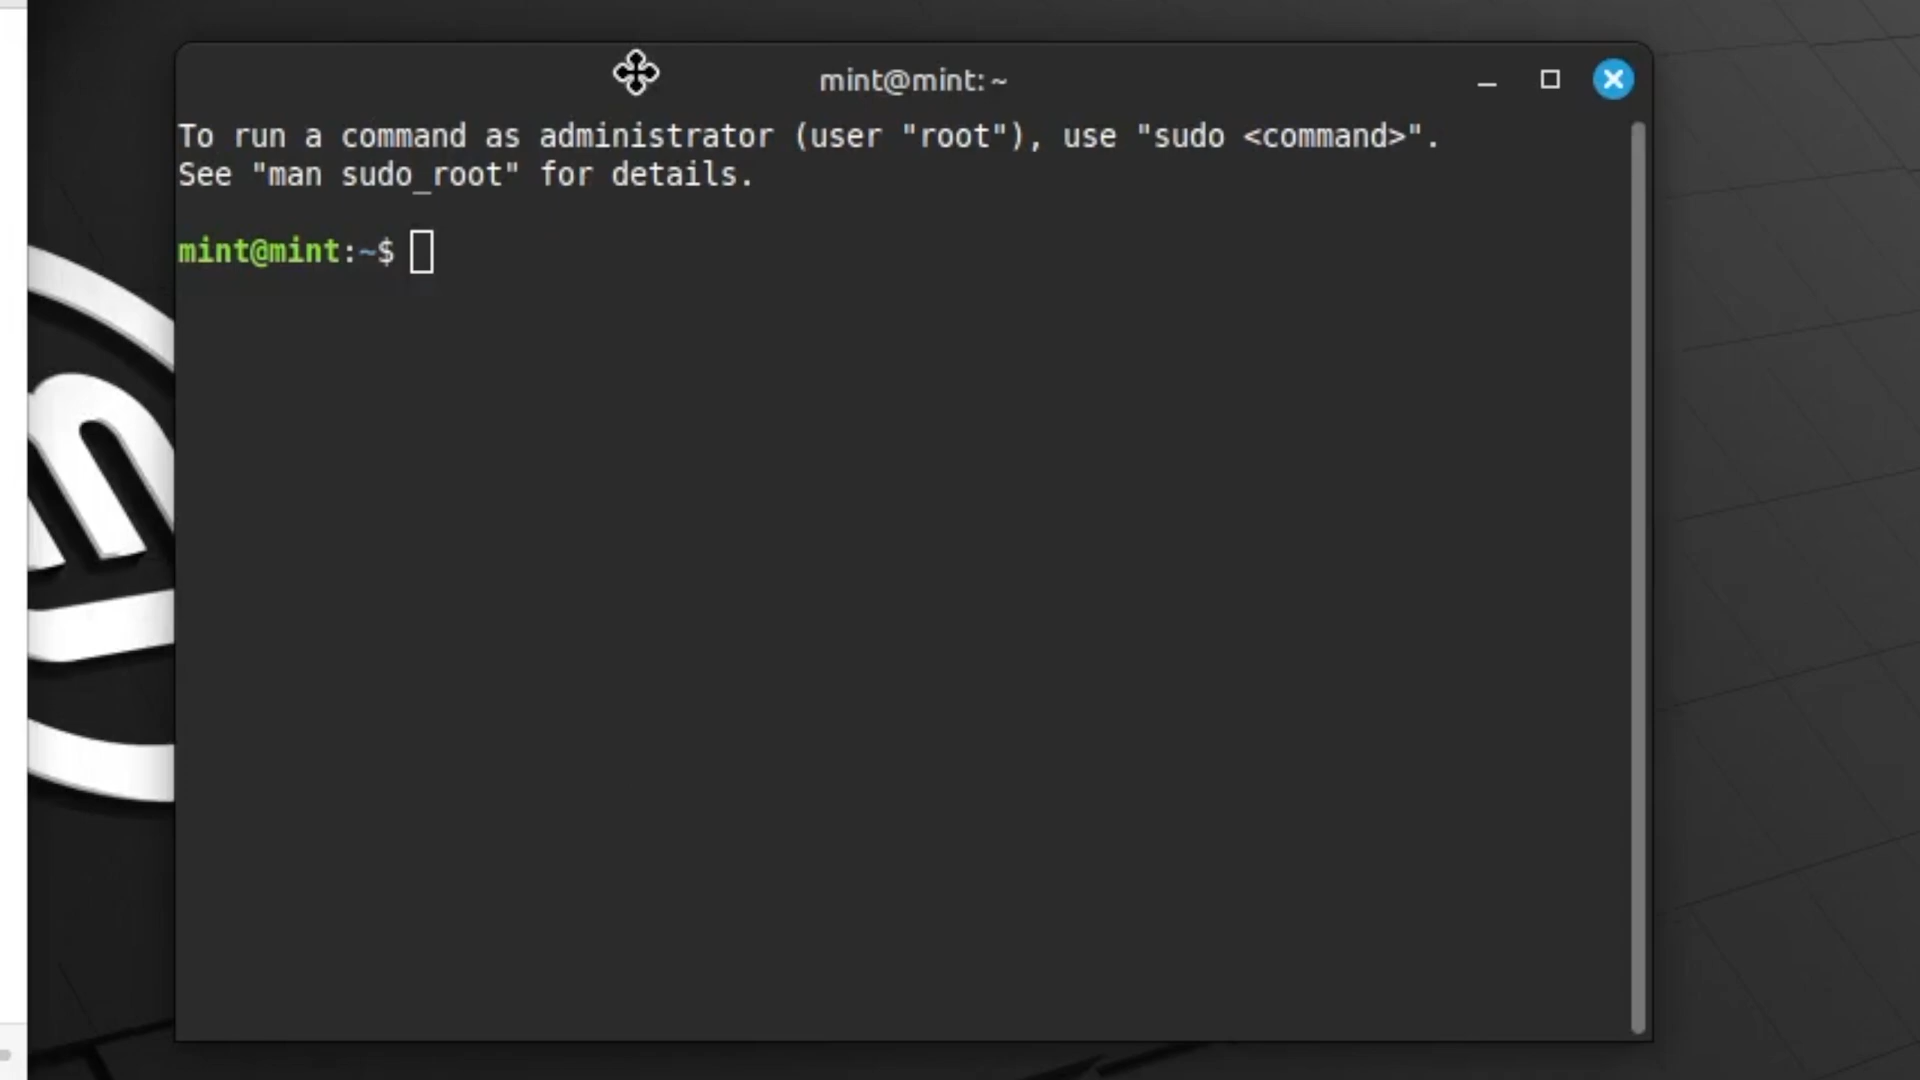 mint@mint: ~
To run a command as administrator (user "root"), use "sudo <command>".
See "man sudo_root" for details.
mint@mint:~$